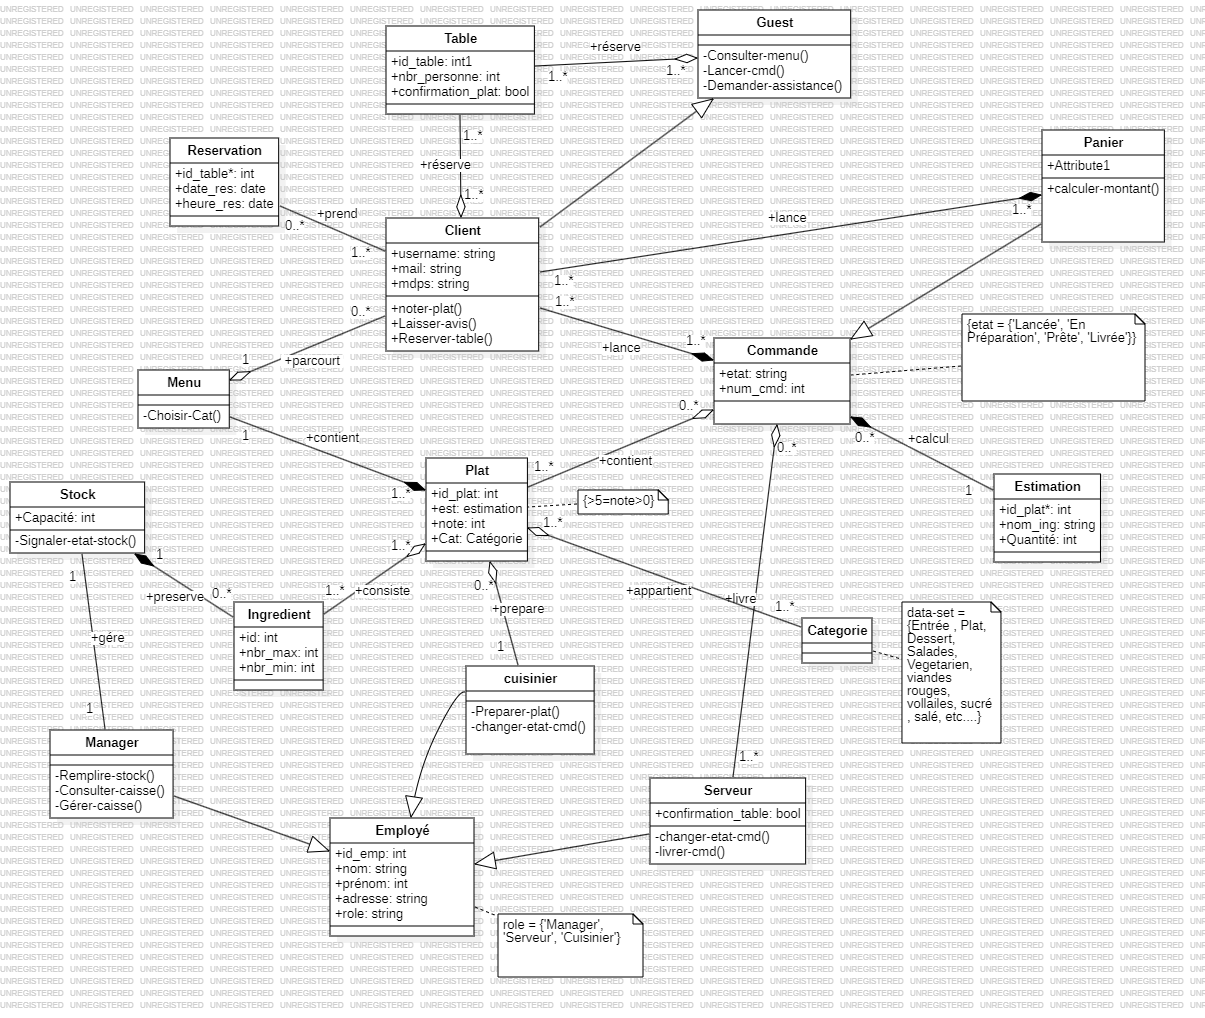 Table
+id_table: int1
+nbr_personne: int
+confirmation_plat: bool
+réserve
1..*
1..*
Guest
-Consulter-menu()
-Lancer-cmd()
-Demander-assistance()
Reservation
+id_table*: int
+date_res: date
+heure_res: date
1..*
+réserve
1..*
Panier
+Attribute1
+calculer-montant()
+prend
0..*
1..*
+lance
1..*
1..*
Client
+username: string
+mail: string
+mdps: string
+noter-plat()
+Laisser-avis()
+Reserver-table()
1..*
+lance
1..*
0..*
+parcourt
1
{etat = {'Lancée', 'En
Préparation', 'Prête', 'Livrée'}}
Commande
+etat: string
+num_cmd: int
Menu
-Choisir-Cat()
1
+contient
1..*
0..*
+contient
1..*
0..*
0..*
+calcul
1
Plat
+id_plat: int
+est: estimation
+note: int
+Cat: Catégorie
{>5=note>0}
Stock
+Capacité: int
-Signaler-etat-stock()
Estimation
+id_plat*: int
+nom_ing: string
+Quantité: int
1
+preserve
0..*
1..*
+consiste
1..*
1..*
+appartient
1..*
+livre
1..*
0..*
+prepare
1
1
+gére
1
Ingredient
+id: int
+nbr_max: int
+nbr_min: int
Categorie
data-set =
{Entrée , Plat,
Dessert,
Salades,
Vegetarien,
viandes
rouges,
vollailes, sucré
, salé, etc....}
cuisinier
-Preparer-plat()
-changer-etat-cmd()
Manager
-Remplire-stock()
-Consulter-caisse()
-Gérer-caisse()
Serveur
+confirmation_table: bool
-changer-etat-cmd()
-livrer-cmd()
Employé
+id_emp: int
+nom: string
+prénom: int
+adresse: string
+role: string
role = {'Manager',
'Serveur', 'Cuisinier'}
UNREGISTERED